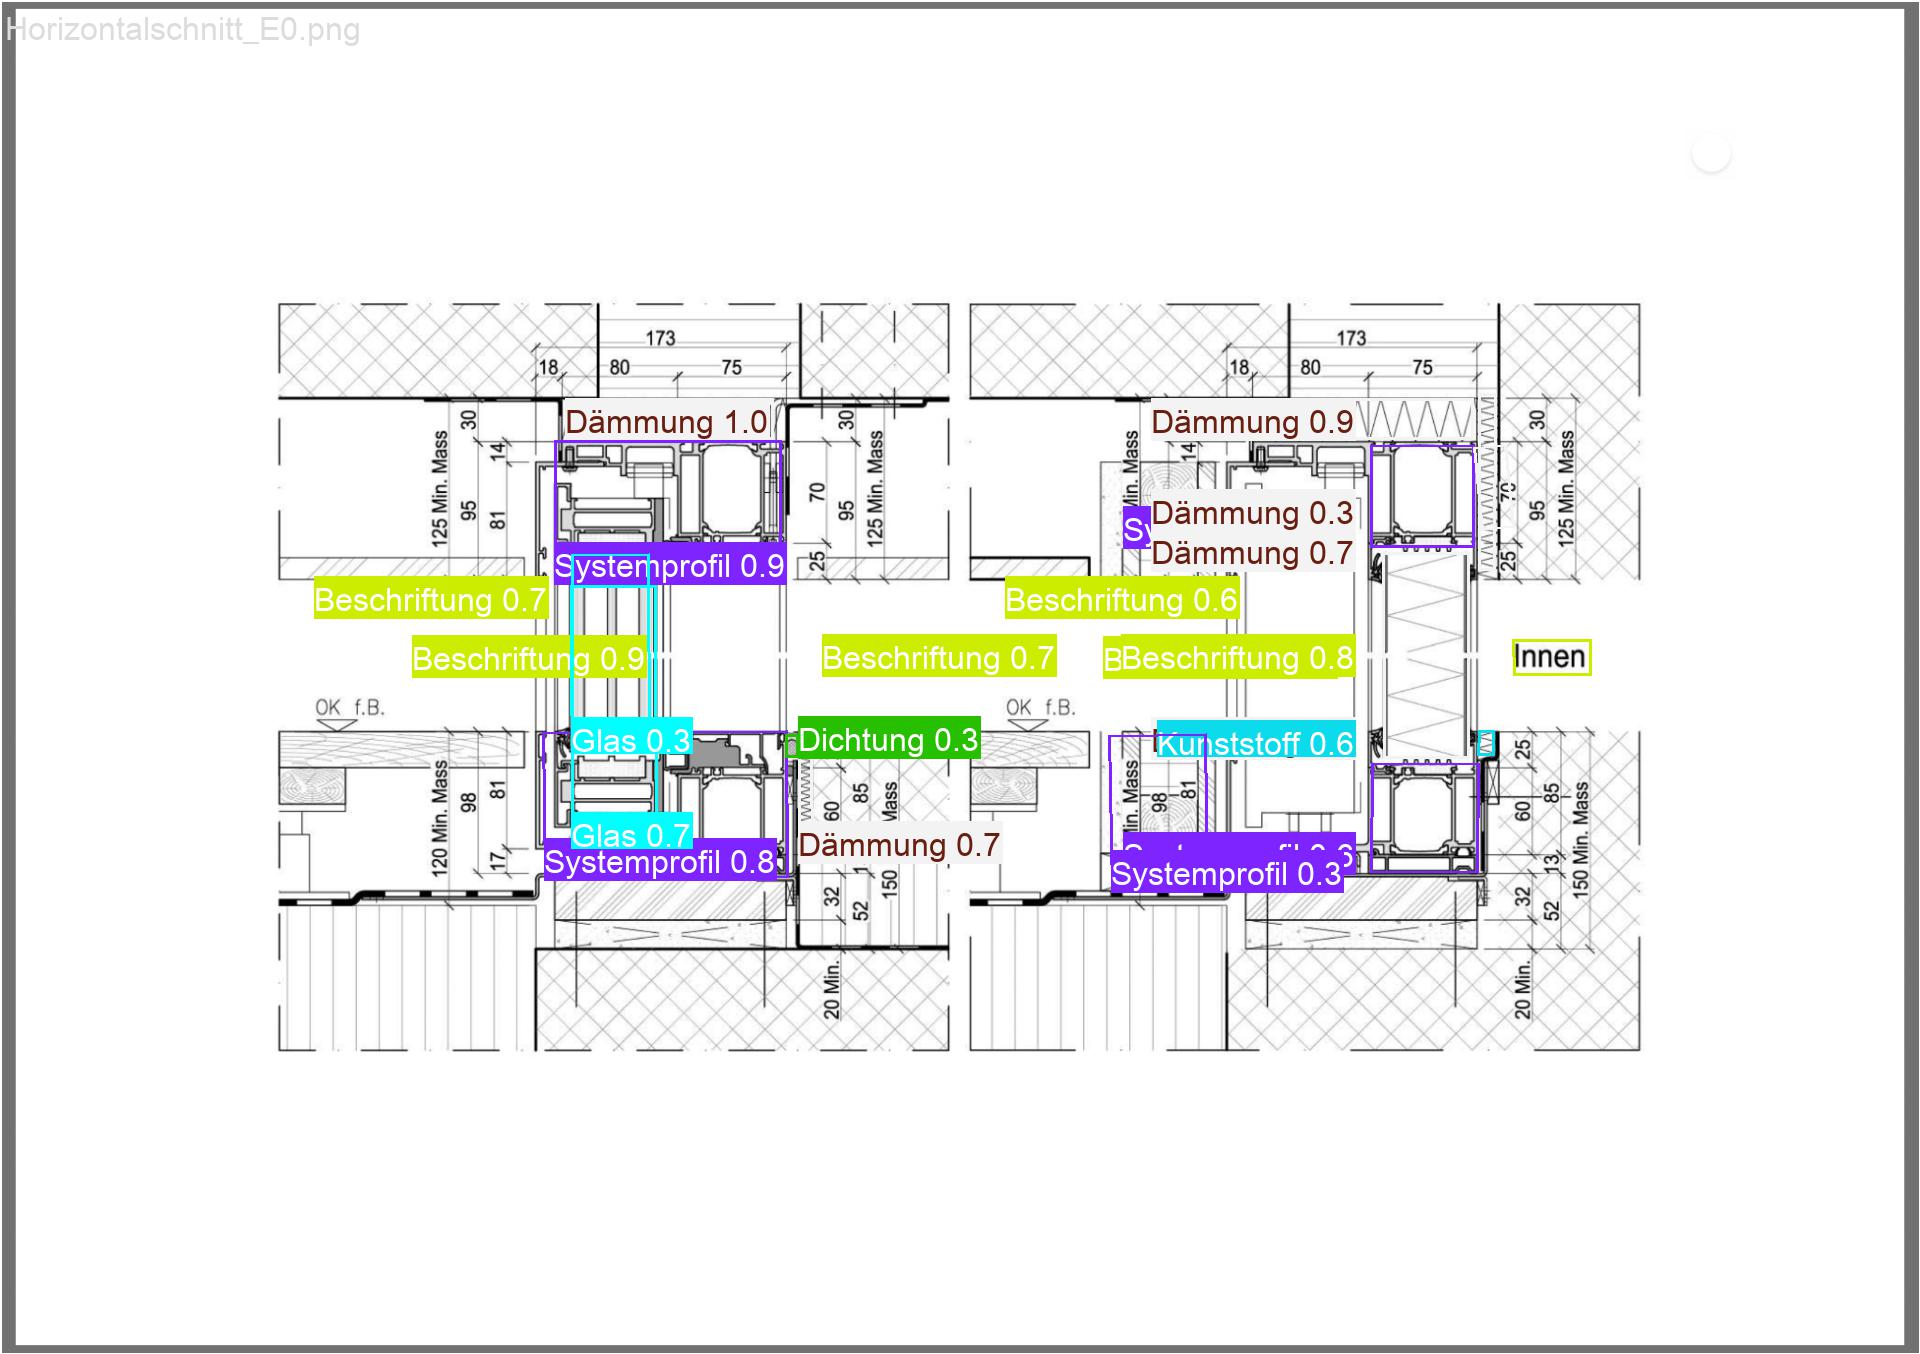 Horizontalschnitt_E0.png
173
18 80 75
173
18 80 75
Dämmung 1.0
Dämmung 0.9
30
14
125 Min. Mass
95
81
30
70
95
125 Min. Mass
25
14
Min. Mass
30
70
95
125 Min. Mass
25
Dämmung 0.3
Dämmung 0.7
Systemprofil 0.9
Beschriftung 0.7
Beschriftung 0.6
Beschriftung 0.9
Beschriftung 0.7
Beschriftung 0.8
Innen
OK f.B.
OK f.B.
Glas 0.3
Dichtung 0.3
Kunststoff 0.6
120 Min. Mass
98
81
17
60
85
Mass
150
32
52
20 Min.
Min. Mass
98
81
25
60
85
13
150 Min. Mass
32
52
20 Min.
Glas 0.7
Dämmung 0.7
Systemprofil 0.8
Systemprofil 0.3